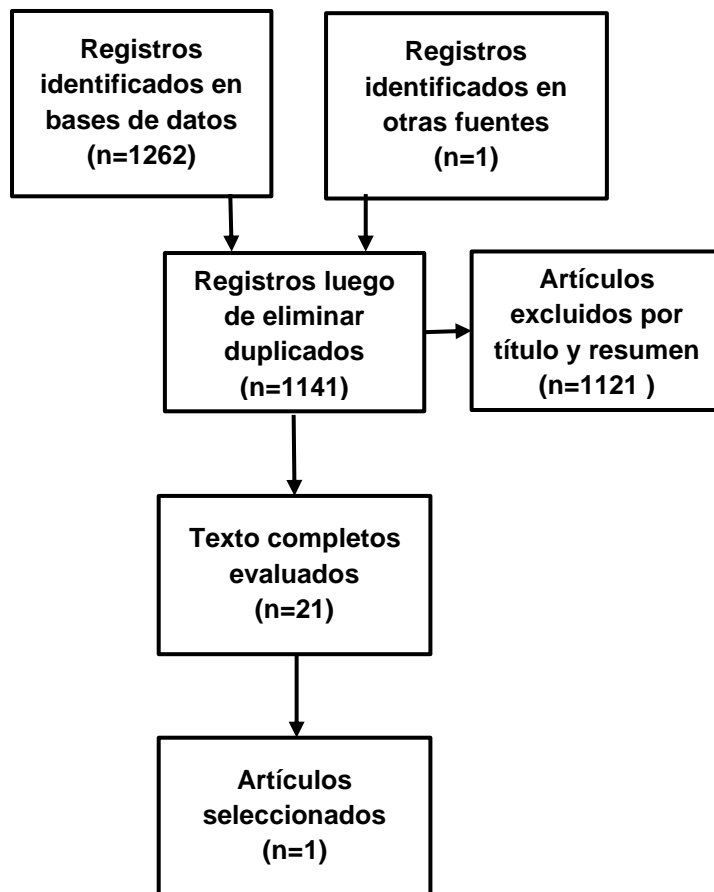 Registros
identificados en
bases de datos
(n=1262)
Registros
identificados en
otras fuentes
(n=1)
Registros luego
de eliminar
duplicados
(n=1141)
Artículos
excluidos por
título y resumen
(n=1121 )
Texto completos
evaluados
(n=21)
Artículos
seleccionados
(n=1)